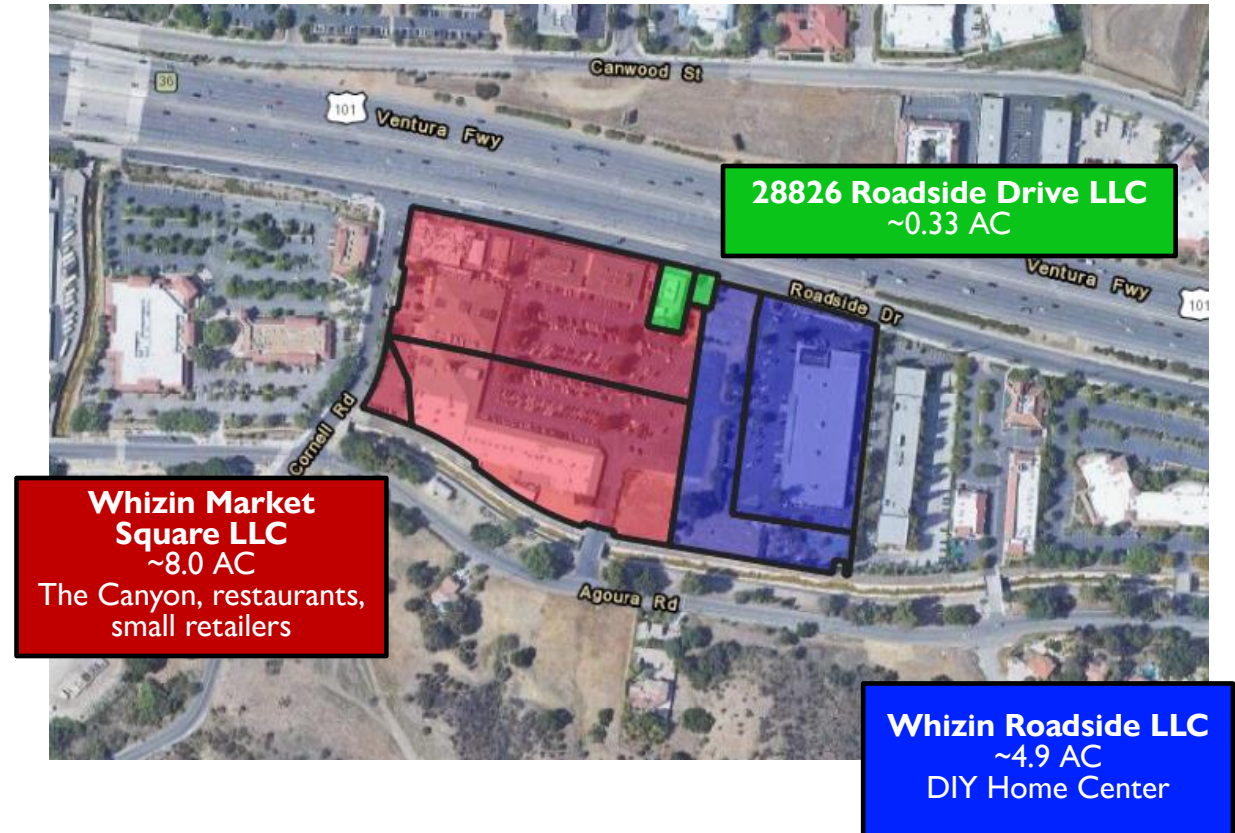 Canwood St
36
101
Ventura Fwy
28826 Roadside Drive LLC
~0.33 AC
Ventura Fwy
101
Roadside Dr
Cornell Rd
Whizin Market
Square LLC
~8.0 AC
The Canyon, restaurants,
small retailers
Agoura Rd
Whizin Roadside LLC
~4.9 AC
DIY Home Center